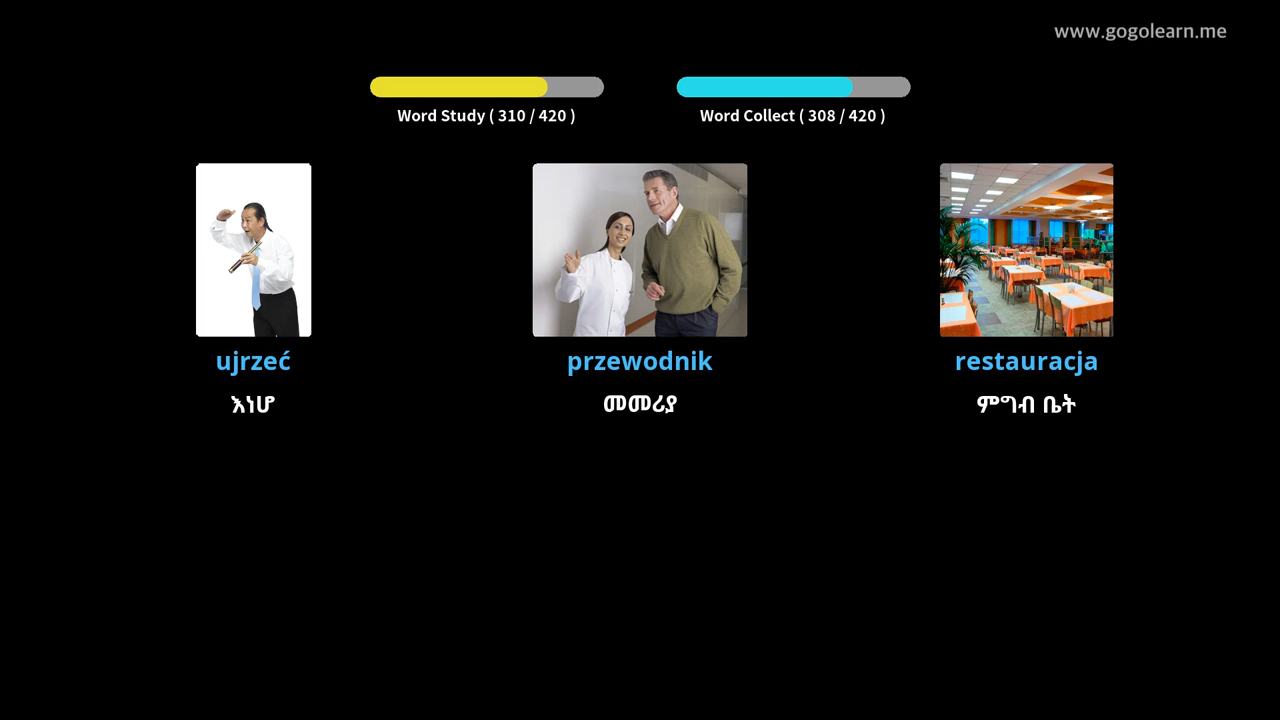 www.gogolearn.me
Word Study ( 310 / 420 )
Word Collect ( 308 / 420 )
ujrzeć
przewodnik
restauracja
እነሆ
መመሪያ
ምግብ ቤት